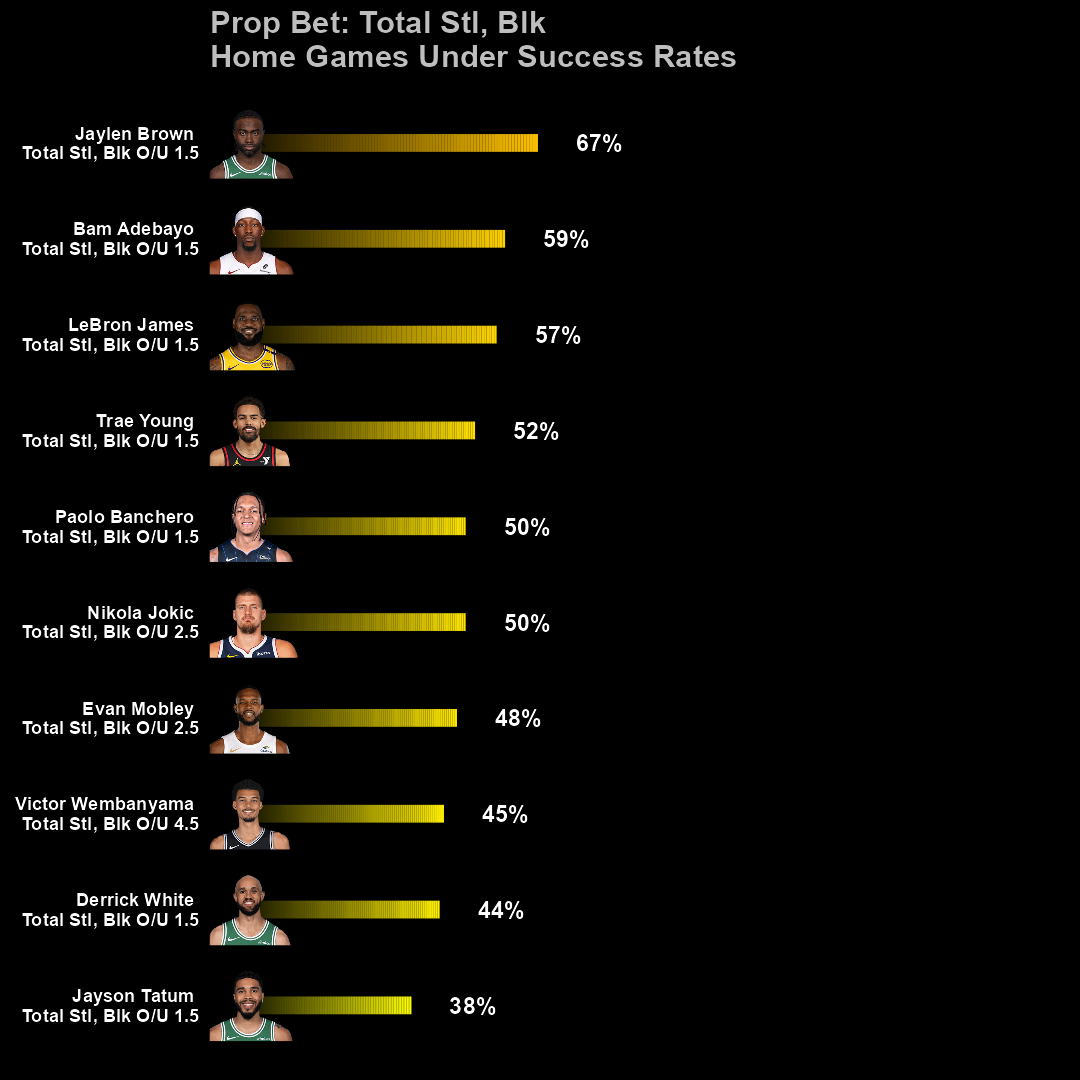 Prop Bet: Total Stl, Blk
Home Games Under Success Rates
Jaylen Brown
Total Stl, Blk O/U 1.5
67%
Bam Adebayo
Total Stl, Blk O/U 1.5
59%
LeBron James
Total Stl, Blk O/U 1.5
57%
Trae Young
Total Stl, Blk O/U 1.5
52%
Paolo Banchero
Total Stl, Blk O/U 1.5
50%
Nikola Jokic
Total Stl, Blk O/U 2.5
50%
Evan Mobley
Total Stl, Blk O/U 2.5
48%
Victor Wembanyama
Total Stl, Blk O/U 4.5
45%
Derrick White
Total Stl, Blk O/U 1.5
44%
Jayson Tatum
Total Stl, Blk O/U 1.5
38%